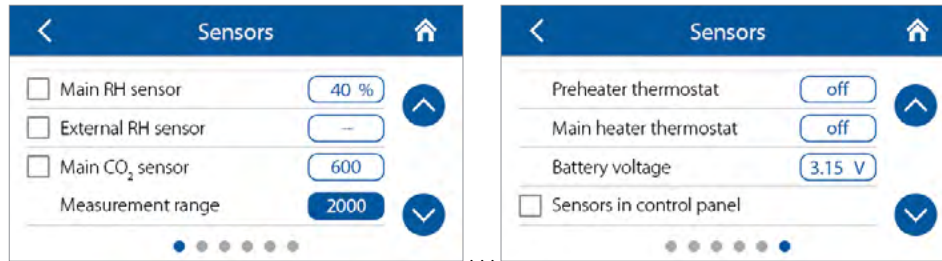 Sensors
Main RH sensor 40 %
External RH sensor –
Main CO₂ sensor 600
Measurement range 2000
...
Sensors
Preheater thermostat off
Main heater thermostat off
Battery voltage 3.15 V
Sensors in control panel